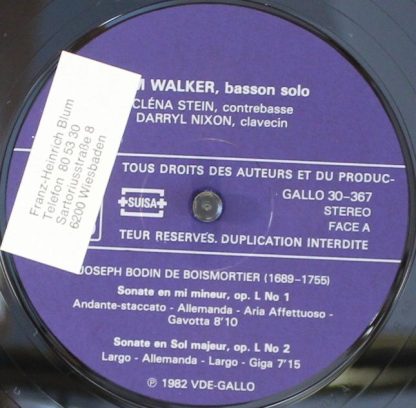 M WALKER, basson solo
CLÉNA STEIN, contrebasse
DARRYL NIXON, clavecin
Franz-Heinrich Blum
Telefon 80 53 30
Sartoriusstraße 8
6200 Wiesbaden
TOUS DROITS DES AUTEURS ET DU PRODUC-
SUISA
GALLO 30-367
STEREO
FACE A
TEUR RESERVES. DUPLICATION INTERDITE
JOSEPH BODIN DE BOISMORTIER (1689-1755)
Sonate en mi mineur, op. L No 1
Andante-staccato - Allemanda - Aria Affettuoso -
Gavotta 8'10
Sonate en Sol majeur, op. L No 2
Largo - Allemanda - Largo - Giga 7'15
℗ 1982 VDE-GALLO